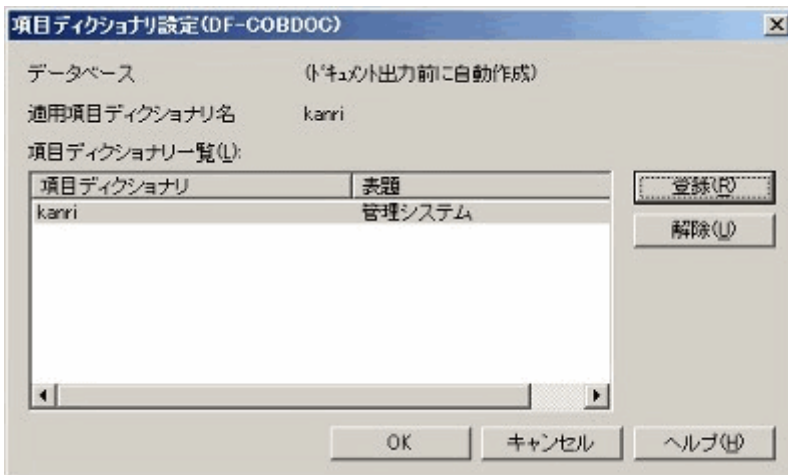 項目ディクショナリ設定(DF-COBDOC)
データベース (ﾄﾞｷｭﾒﾝﾄ出力前に自動作成)
適用項目ディクショナリ名 kanri
項目ディクショナリ一覧(L):
項目ディクショナリ 表題
kanri 管理システム
登録(R)
解除(U)
OK キャンセル ヘルプ(H)